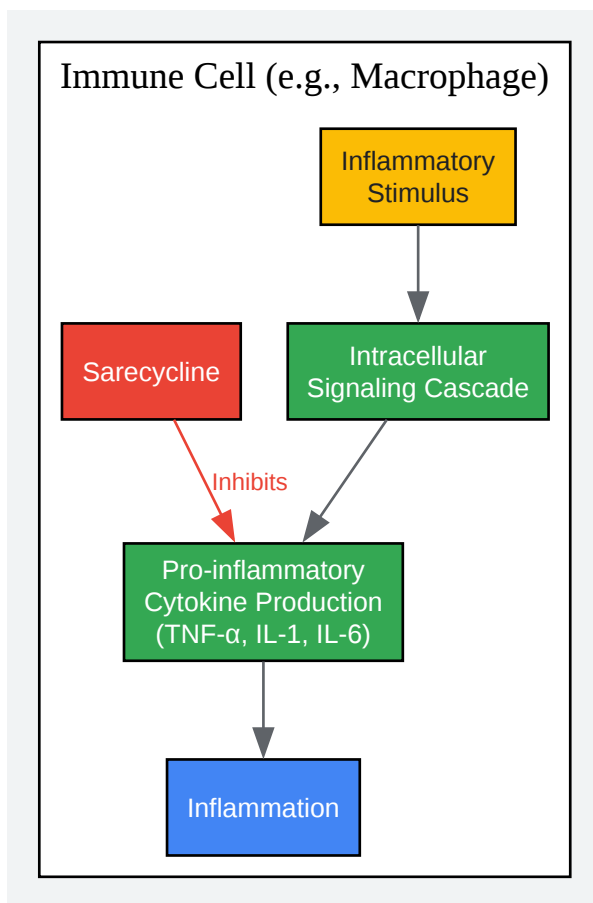 Immune Cell (e.g., Macrophage)
Inflammatory
Stimulus
Sarecycline
Intracellular
Signaling Cascade
Inhibits
Pro-inflammatory
Cytokine Production
(TNF-α, IL-1, IL-6)
Inflammation